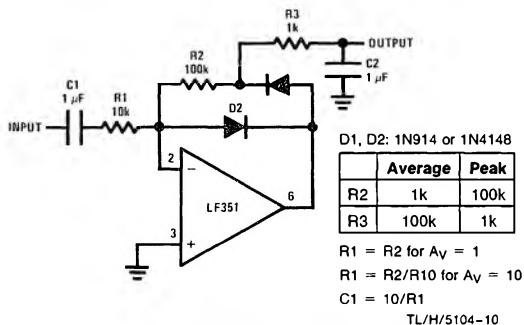 R3
1k
OUTPUT
R2
100k
C2
1 μF
C1
1 μF
R1
10k
INPUT
D2
2
6
LF351
3
D1, D2: 1N914 or 1N4148
Average Peak
R2 1k 100k
R3 100k 1k
R1 = R2 for AV = 1
R1 = R2/R10 for AV = 10
C1 = 10/R1
TL/H/5104-10